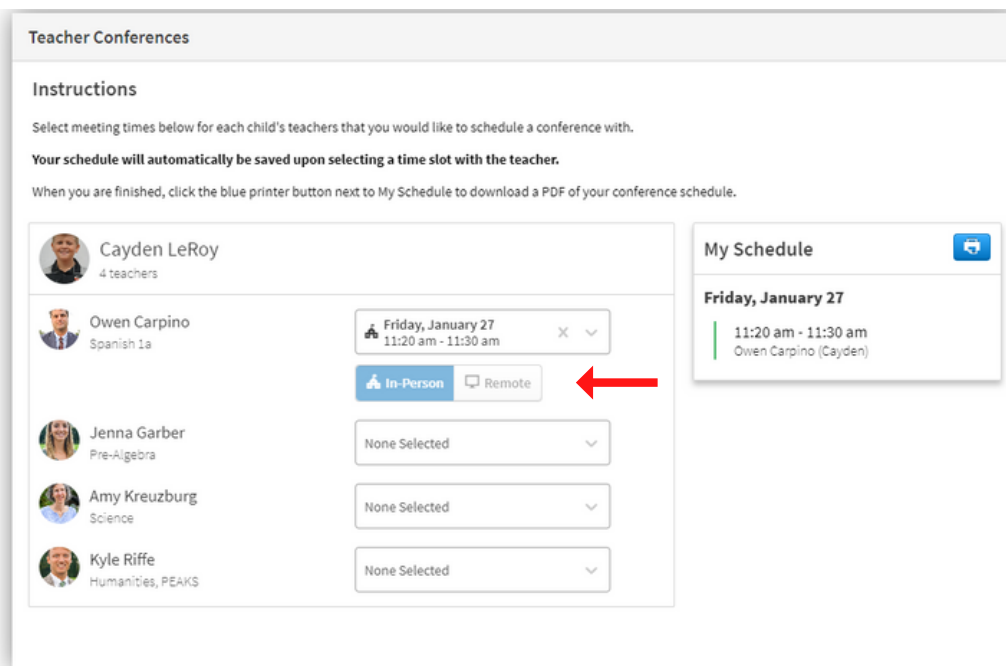 Teacher Conferences
Instructions
Select meeting times below for each child's teachers that you would like to schedule a conference with.
Your schedule will automatically be saved upon selecting a time slot with the teacher.
When you are finished, click the blue printer button next to My Schedule to download a PDF of your conference schedule.
Cayden LeRoy
4 teachers
Owen Carpino
Spanish 1a
Friday, January 27
11:20 am - 11:30 am
In-Person
Remote
Jenna Garber
Pre-Algebra
None Selected
Amy Kreuzburg
Science
None Selected
Kyle Riffe
Humanities, PEAKS
None Selected
My Schedule
Friday, January 27
11:20 am - 11:30 am
Owen Carpino (Cayden)